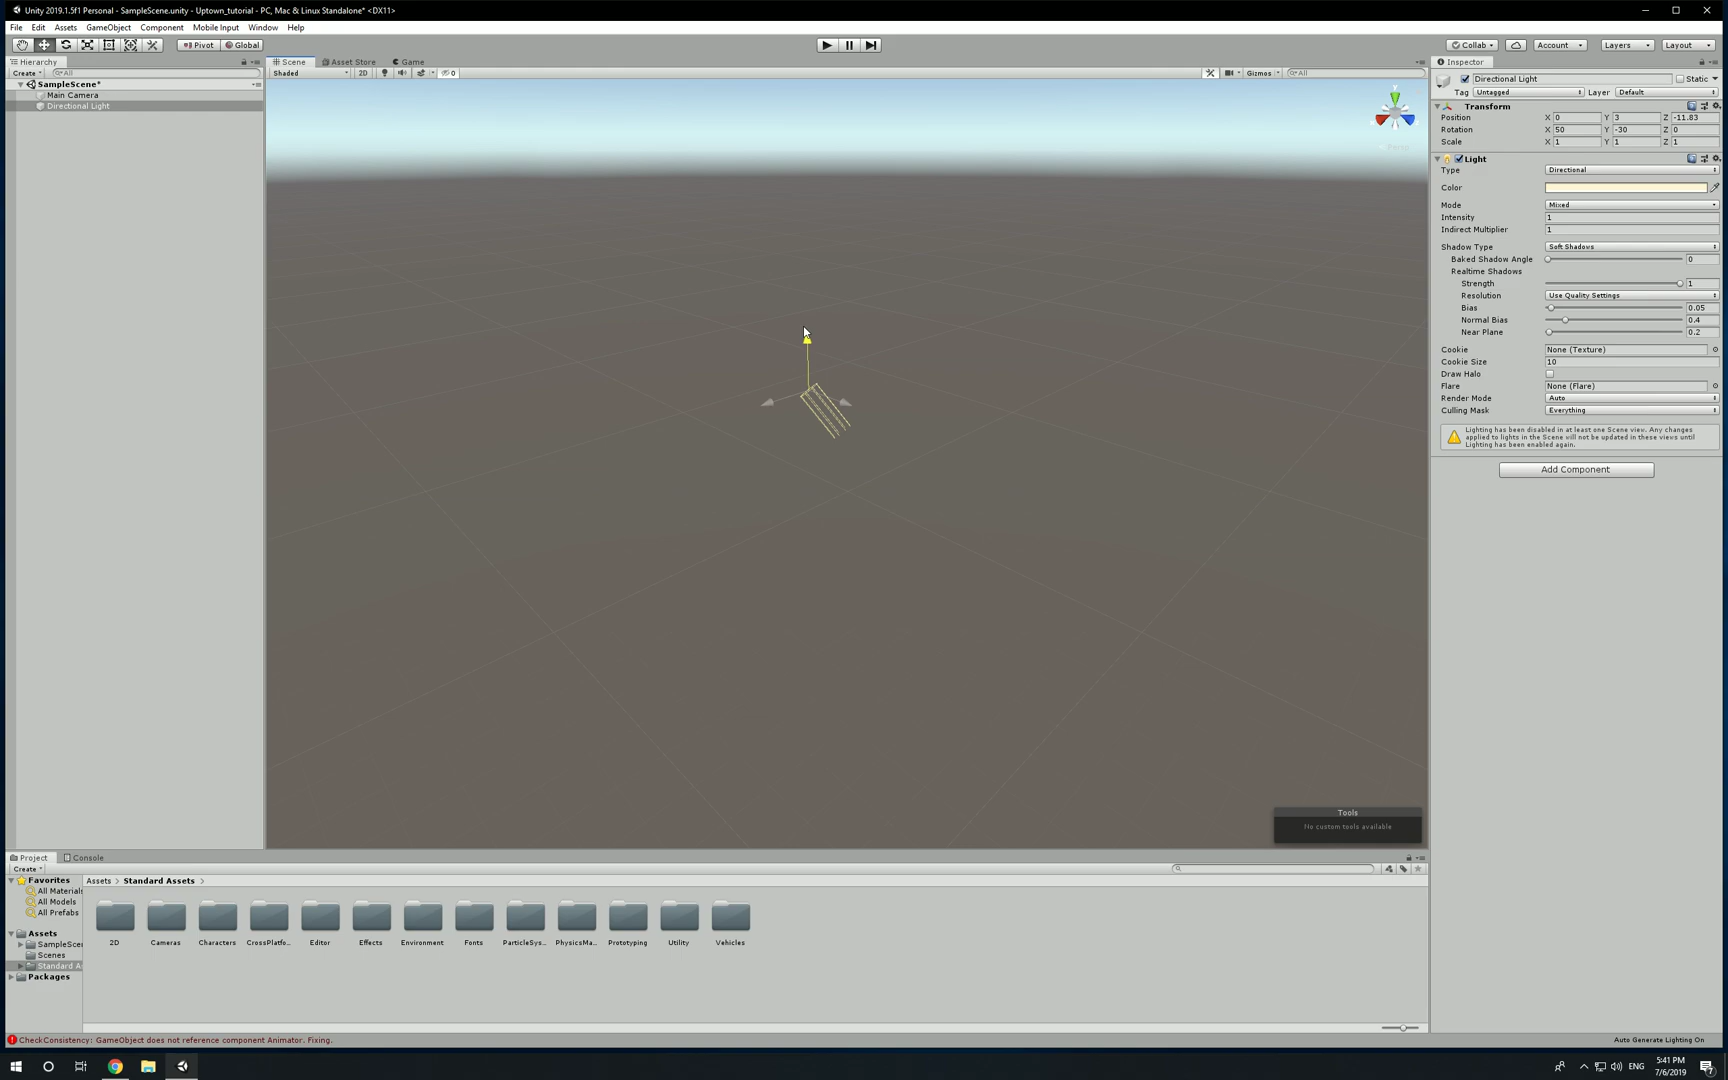 Unity 2019.1.5f1 Personal - SampleScene.unity - Uptown_tutorial - PC, Mac & Linux Standalone* <DX11>
File Edit Assets GameObject Component Mobile Input Window Help
Pivot Global Collab Account Layers Layout
Hierarchy
Create All
SampleScene*
Main Camera
Directional Light
Scene Asset Store Game
Shaded 2D 0 Gizmos All
Y
Tools
No custom tools available
Inspector
Directional Light Static
Tag Untagged Layer Default
Transform
Position X 0 Y 3 Z -11.83
Rotation X 50 Y -30 Z 0
Scale X 1 Y 1 Z 1
Light
Type Directional
Color
Mode Mixed
Intensity 1
Indirect Multiplier 1
Shadow Type Soft Shadows
Baked Shadow Angle 0
Realtime Shadows
Strength 1
Resolution Use Quality Settings
Bias 0.05
Normal Bias 0.4
Near Plane 0.2
Cookie None (Texture)
Cookie Size 10
Draw Halo
Flare None (Flare)
Render Mode Auto
Culling Mask Everything
Lighting has been disabled in at least one Scene view. Any changes
applied to lights in the Scene will not be updated in these views until
Lighting has been enabled again.
Add Component
Project Console
Create
Favorites
All Materials
All Models
All Prefabs
Assets
SampleScen
Scenes
Standard A
Packages
Assets > Standard Assets >
2D Cameras Characters CrossPlatfo... Editor Effects Environment Fonts ParticleSys... PhysicsMa... Prototyping Utility Vehicles
CheckConsistency: GameObject does not reference component Animator. Fixing.
Auto Generate Lighting On
ENG
5:41 PM
7/6/2019
7